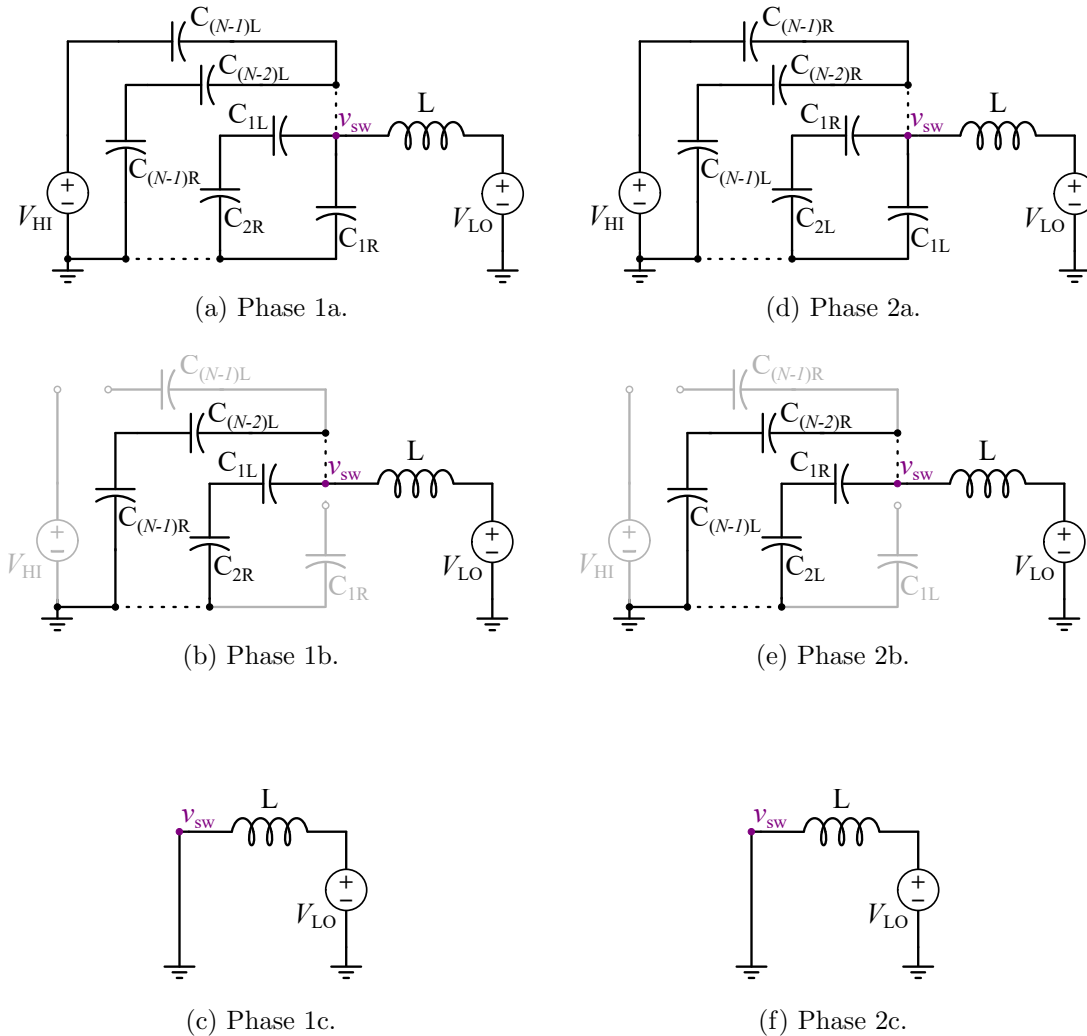 C(N-1)L
C(N-2)L
C1L
vsw
L
C(N-1)R
C2R
C1R
VHI
VLO
+
−
+
−
(a) Phase 1a.
C(N-1)R
C(N-2)R
C1R
vsw
L
C(N-1)L
C2L
C1L
VHI
VLO
+
−
+
−
(d) Phase 2a.
C(N-1)L
C(N-2)L
C1L
vsw
L
C(N-1)R
C2R
C1R
VHI
VLO
+
−
+
−
(b) Phase 1b.
C(N-1)R
C(N-2)R
C1R
vsw
L
C(N-1)L
C2L
C1L
VHI
VLO
+
−
+
−
(e) Phase 2b.
vsw
L
+
−
VLO
(c) Phase 1c.
vsw
L
+
−
VLO
(f) Phase 2c.